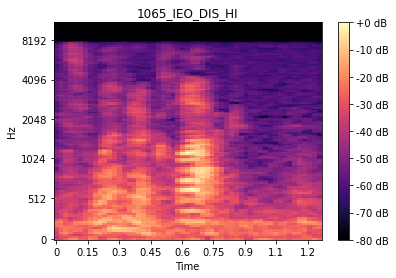 1065_IEO_DIS_HI
Hz
8192
4096
2048
1024
512
0
0 0.15 0.3 0.45 0.6 0.75 0.9 1.1 1.2
Time
+0 dB
-10 dB
-20 dB
-30 dB
-40 dB
-50 dB
-60 dB
-70 dB
-80 dB